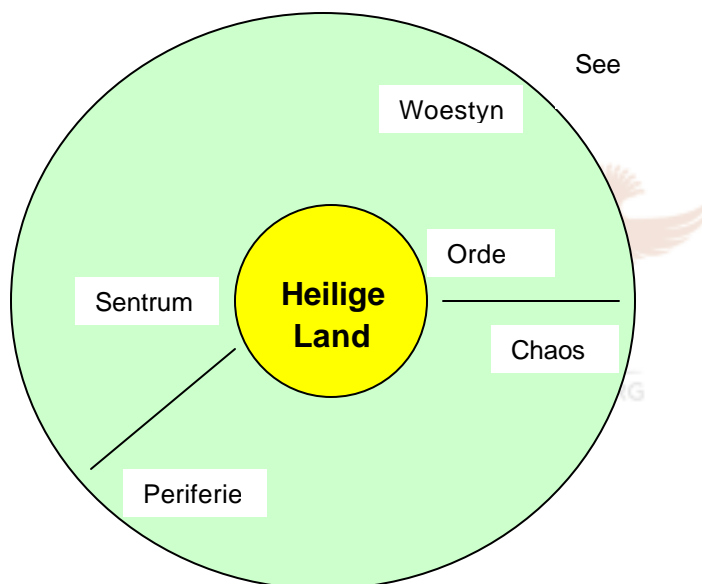 See
Woestyn
Orde
Sentrum
Heilige
Land
Chaos
Periferie